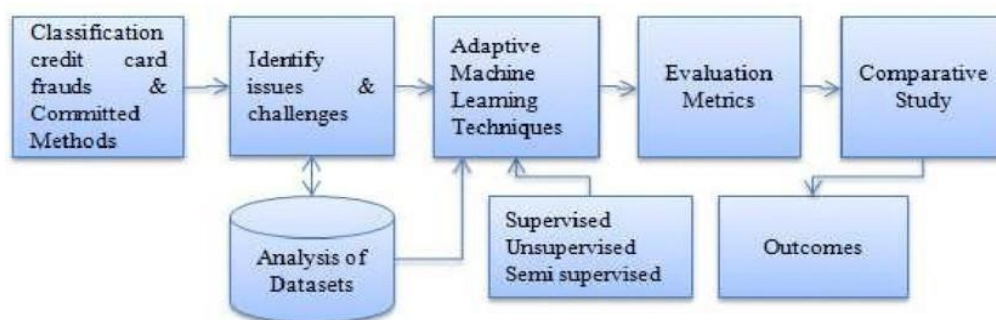 Classification
credit card
frauds &
Committed
Methods
Identify
issues &
challenges
Adaptive
Machine
Learning
Techniques
Evaluation
Metrics
Comparative
Study
Analysis of
Datasets
Supervised
Unsupervised
Semi supervised
Outcomes